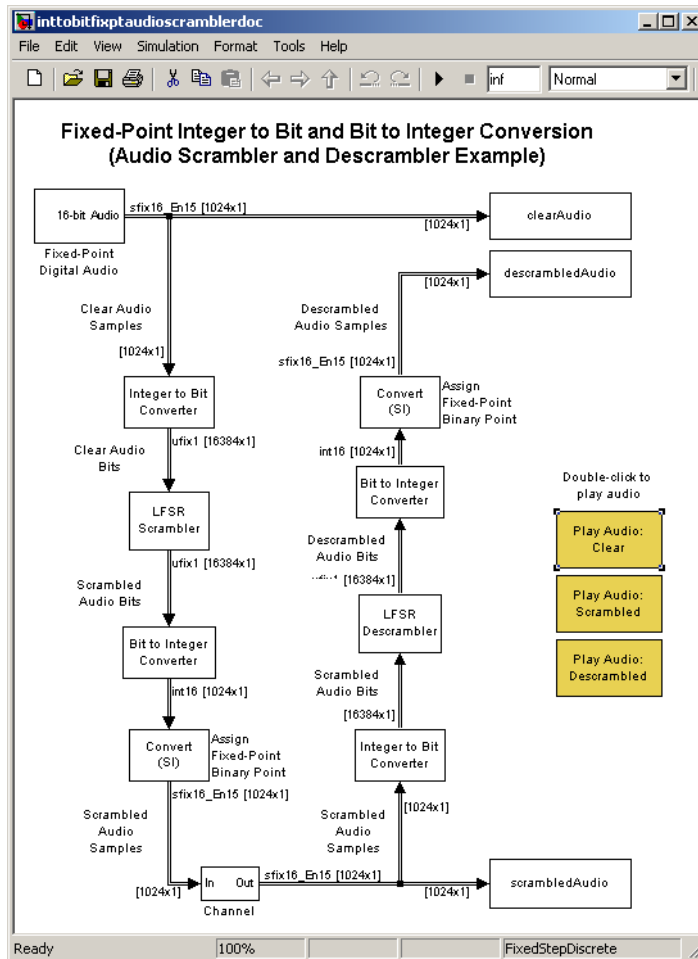 inttobitfixptaudioscramblerdoc
File Edit View Simulation Format Tools Help
inf Normal
Fixed-Point Integer to Bit and Bit to Integer Conversion
(Audio Scrambler and Descrambler Example)
16-bit Audio
sfix16_En15 [1024x1]
[1024x1]
clearAudio
Fixed-Point
Digital Audio
[1024x1]
descrambledAudio
Clear Audio
Samples
[1024x1]
Descrambled
Audio Samples
sfix16_En15 [1024x1]
Integer to Bit
Converter
Convert
(SI)
Assign
Fixed-Point
Binary Point
ufix1 [16384x1]
int16 [1024x1]
Clear Audio
Bits
Bit to Integer
Converter
Double-click to
play audio
LFSR
Scrambler
Play Audio:
Clear
ufix1 [16384x1]
Descrambled
Audio Bits
[16384x1]
Scrambled
Audio Bits
LFSR
Descrambler
Play Audio:
Scrambled
Bit to Integer
Converter
Scrambled
Audio Bits
Play Audio:
Descrambled
int16 [1024x1]
[16384x1]
Convert
(SI)
Assign
Fixed-Point
Binary Point
Integer to Bit
Converter
sfix16_En15 [1024x1]
[1024x1]
Scrambled
Audio
Samples
Scrambled
Audio
Samples
[1024x1]
In Out
Channel
sfix16_En15 [1024x1]
[1024x1]
scrambledAudio
Ready 100% FixedStepDiscrete